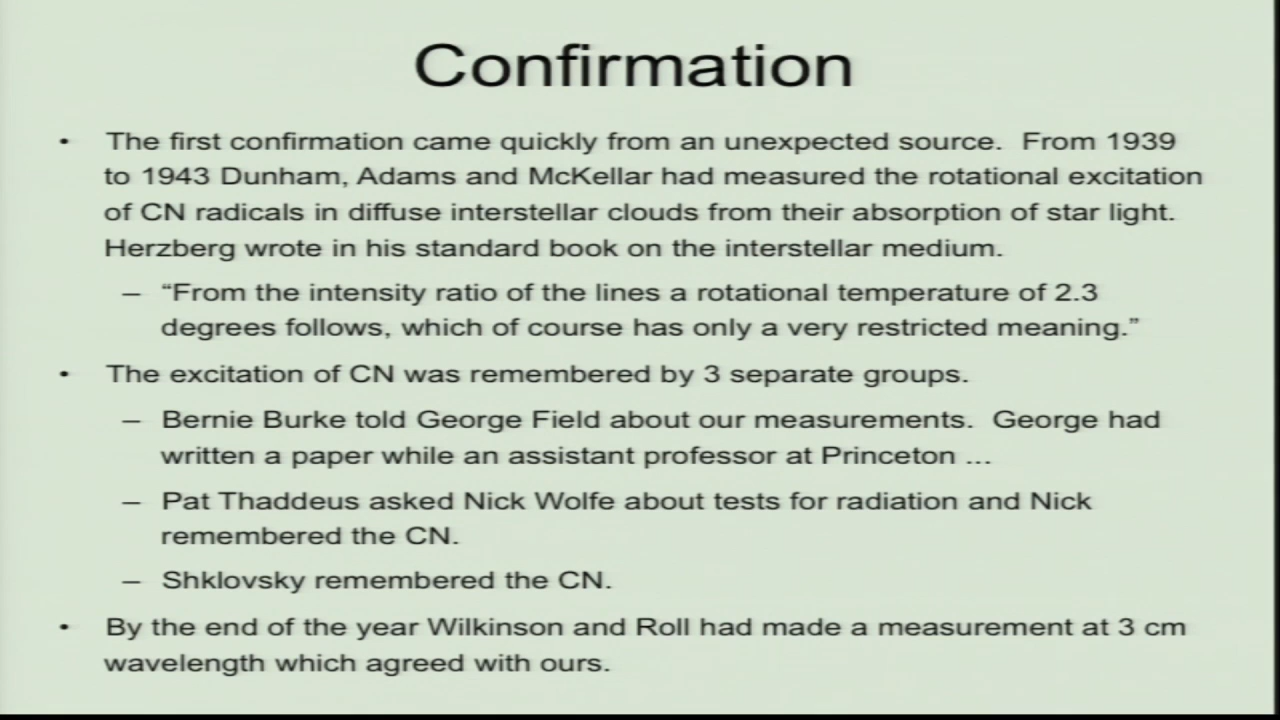 Confirmation
• The first confirmation came quickly from an unexpected source. From 1939
to 1943 Dunham, Adams and McKellar had measured the rotational excitation
of CN radicals in diffuse interstellar clouds from their absorption of star light.
Herzberg wrote in his standard book on the interstellar medium.
– “From the intensity ratio of the lines a rotational temperature of 2.3
degrees follows, which of course has only a very restricted meaning.”
• The excitation of CN was remembered by 3 separate groups.
– Bernie Burke told George Field about our measurements. George had
written a paper while an assistant professor at Princeton ...
– Pat Thaddeus asked Nick Wolfe about tests for radiation and Nick
remembered the CN.
– Shklovsky remembered the CN.
• By the end of the year Wilkinson and Roll had made a measurement at 3 cm
wavelength which agreed with ours.